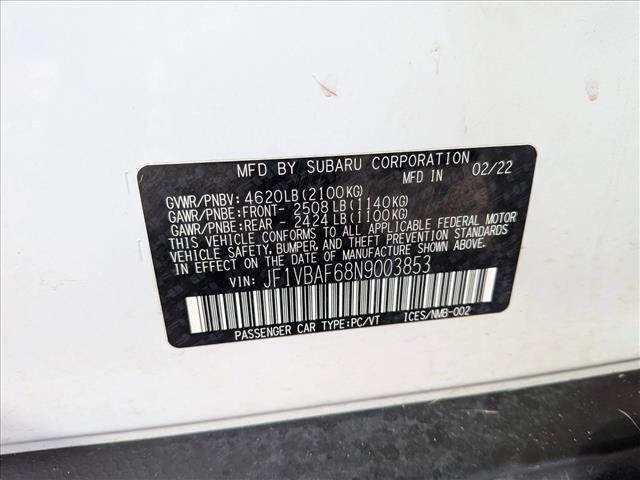 MFD BY SUBARU CORPORATION
MFD IN 02/22
GVWR/PNBV: 4620LB(2100KG)
GAWR/PNBE:FRONT- 2508LB(1140KG)
GAWR/PNBE:REAR - 2424LB(1100KG)
THIS VEHICLE CONFORMS TO ALL APPLICABLE FEDERAL MOTOR
VEHICLE SAFETY, BUMPER, AND THEFT PREVENTION STANDARDS
IN EFFECT ON THE DATE OF MANUFACTURE SHOWN ABOVE.
VIN: JF1VBAF68N9003853
PASSENGER CAR TYPE:PC/VT ICES/NMB-002